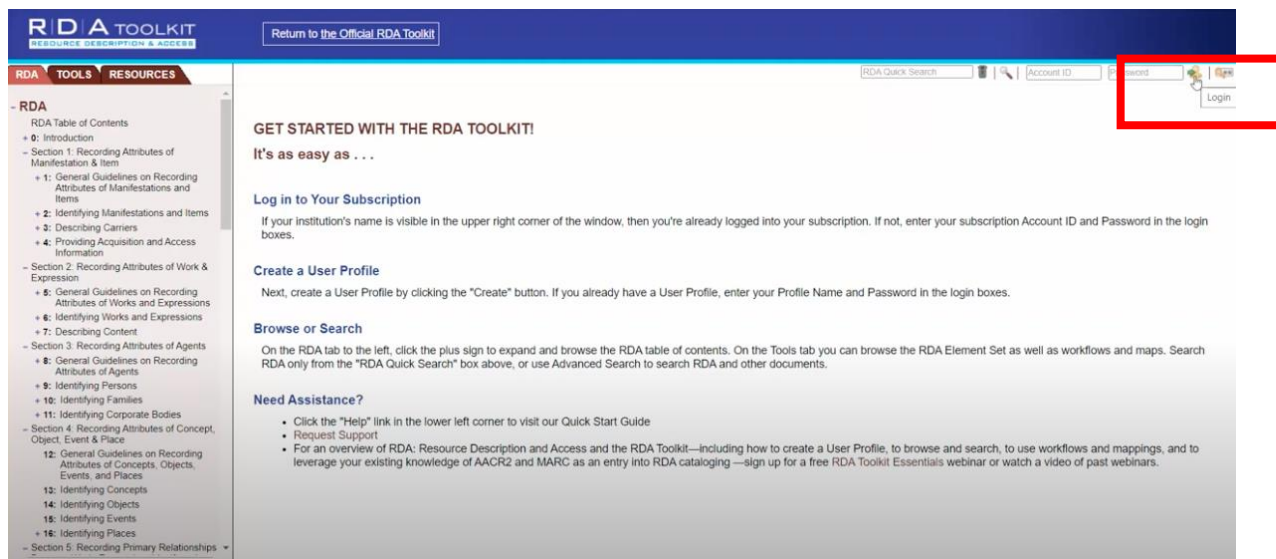 RDA TOOLKIT
RESOURCE DESCRIPTION & ACCESS
Return to the Official RDA Toolkit
RDA TOOLS RESOURCES
RDA Quick Search Account ID Password
Login
– RDA
RDA Table of Contents
+ 0: Introduction
– Section 1: Recording Attributes of
Manifestation & Item
+ 1: General Guidelines on Recording
Attributes of Manifestations and
Items
+ 2: Identifying Manifestations and Items
+ 3: Describing Carriers
+ 4: Providing Acquisition and Access
Information
– Section 2: Recording Attributes of Work &
Expression
+ 5: General Guidelines on Recording
Attributes of Works and Expressions
+ 6: Identifying Works and Expressions
+ 7: Describing Content
– Section 3: Recording Attributes of Agents
+ 8: General Guidelines on Recording
Attributes of Agents
+ 9: Identifying Persons
+ 10: Identifying Families
+ 11: Identifying Corporate Bodies
– Section 4: Recording Attributes of Concept,
Object, Event & Place
12: General Guidelines on Recording
Attributes of Concepts, Objects,
Events, and Places
13: Identifying Concepts
14: Identifying Objects
15: Identifying Events
+ 16: Identifying Places
– Section 5: Recording Primary Relationships
GET STARTED WITH THE RDA TOOLKIT!
It's as easy as . . .
Log in to Your Subscription
If your institution's name is visible in the upper right corner of the window, then you're already logged into your subscription. If not, enter your subscription Account ID and Password in the login
boxes.
Create a User Profile
Next, create a User Profile by clicking the "Create" button. If you already have a User Profile, enter your Profile Name and Password in the login boxes.
Browse or Search
On the RDA tab to the left, click the plus sign to expand and browse the RDA table of contents. On the Tools tab you can browse the RDA Element Set as well as workflows and maps. Search
RDA only from the "RDA Quick Search" box above, or use Advanced Search to search RDA and other documents.
Need Assistance?
• Click the "Help" link in the lower left corner to visit our Quick Start Guide
• Request Support
• For an overview of RDA: Resource Description and Access and the RDA Toolkit—including how to create a User Profile, to browse and search, to use workflows and mappings, and to
leverage your existing knowledge of AACR2 and MARC as an entry into RDA cataloging —sign up for a free RDA Toolkit Essentials webinar or watch a video of past webinars.